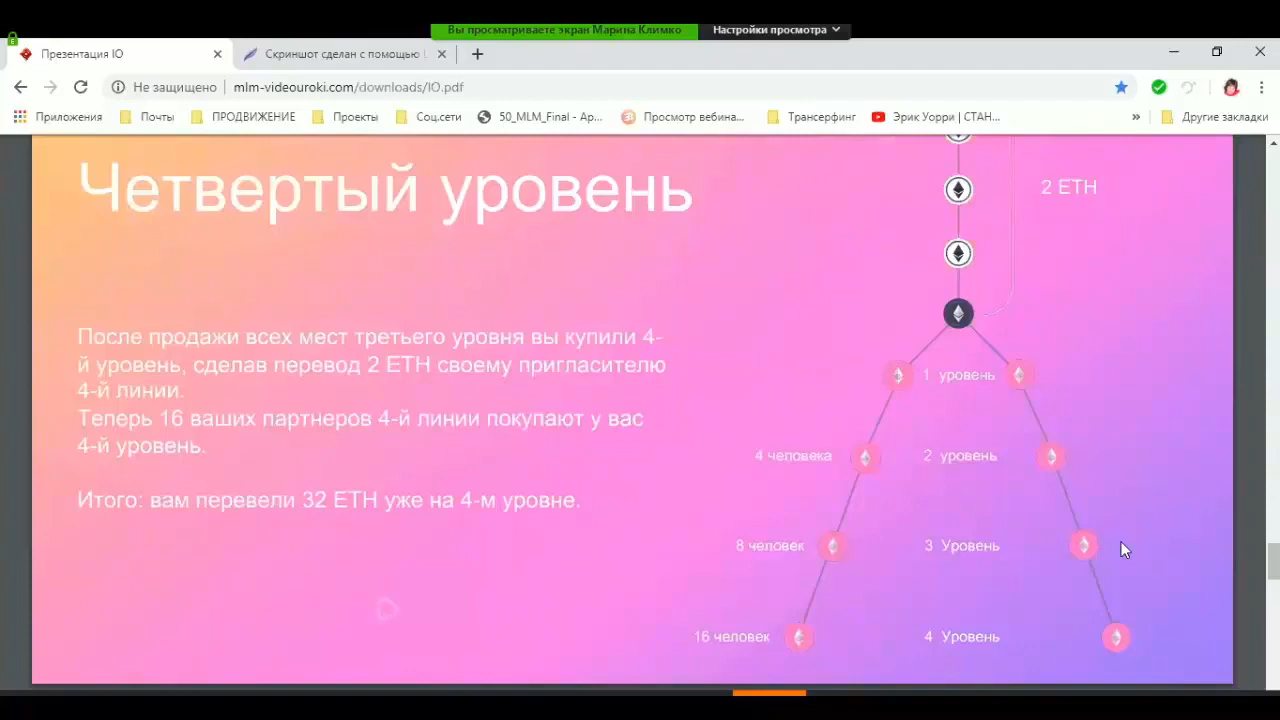 Вы просматриваете экран Марина Климко
Настройки просмотра
Презентация IO
Скриншот сделан с помощью
Не защищено
mlm-videouroki.com/downloads/IO.pdf
Приложения
Почты
ПРОДВИЖЕНИЕ
Проекты
Соц.сети
50_MLM_Final - Ap...
Просмотр вебина...
Трансерфинг
Эрик Уорри | СТАН...
»
Другие закладки
Четвертый уровень
2 ETH
После продажи всех мест третьего уровня вы купили 4-
й уровень, сделав перевод 2 ETH своему пригласителю
4-й линии.
Теперь 16 ваших партнеров 4-й линии покупают у вас
4-й уровень.
Итого: вам перевели 32 ETH уже на 4-м уровне.
1 уровень
4 человека
2 уровень
8 человек
3 Уровень
16 человек
4 Уровень